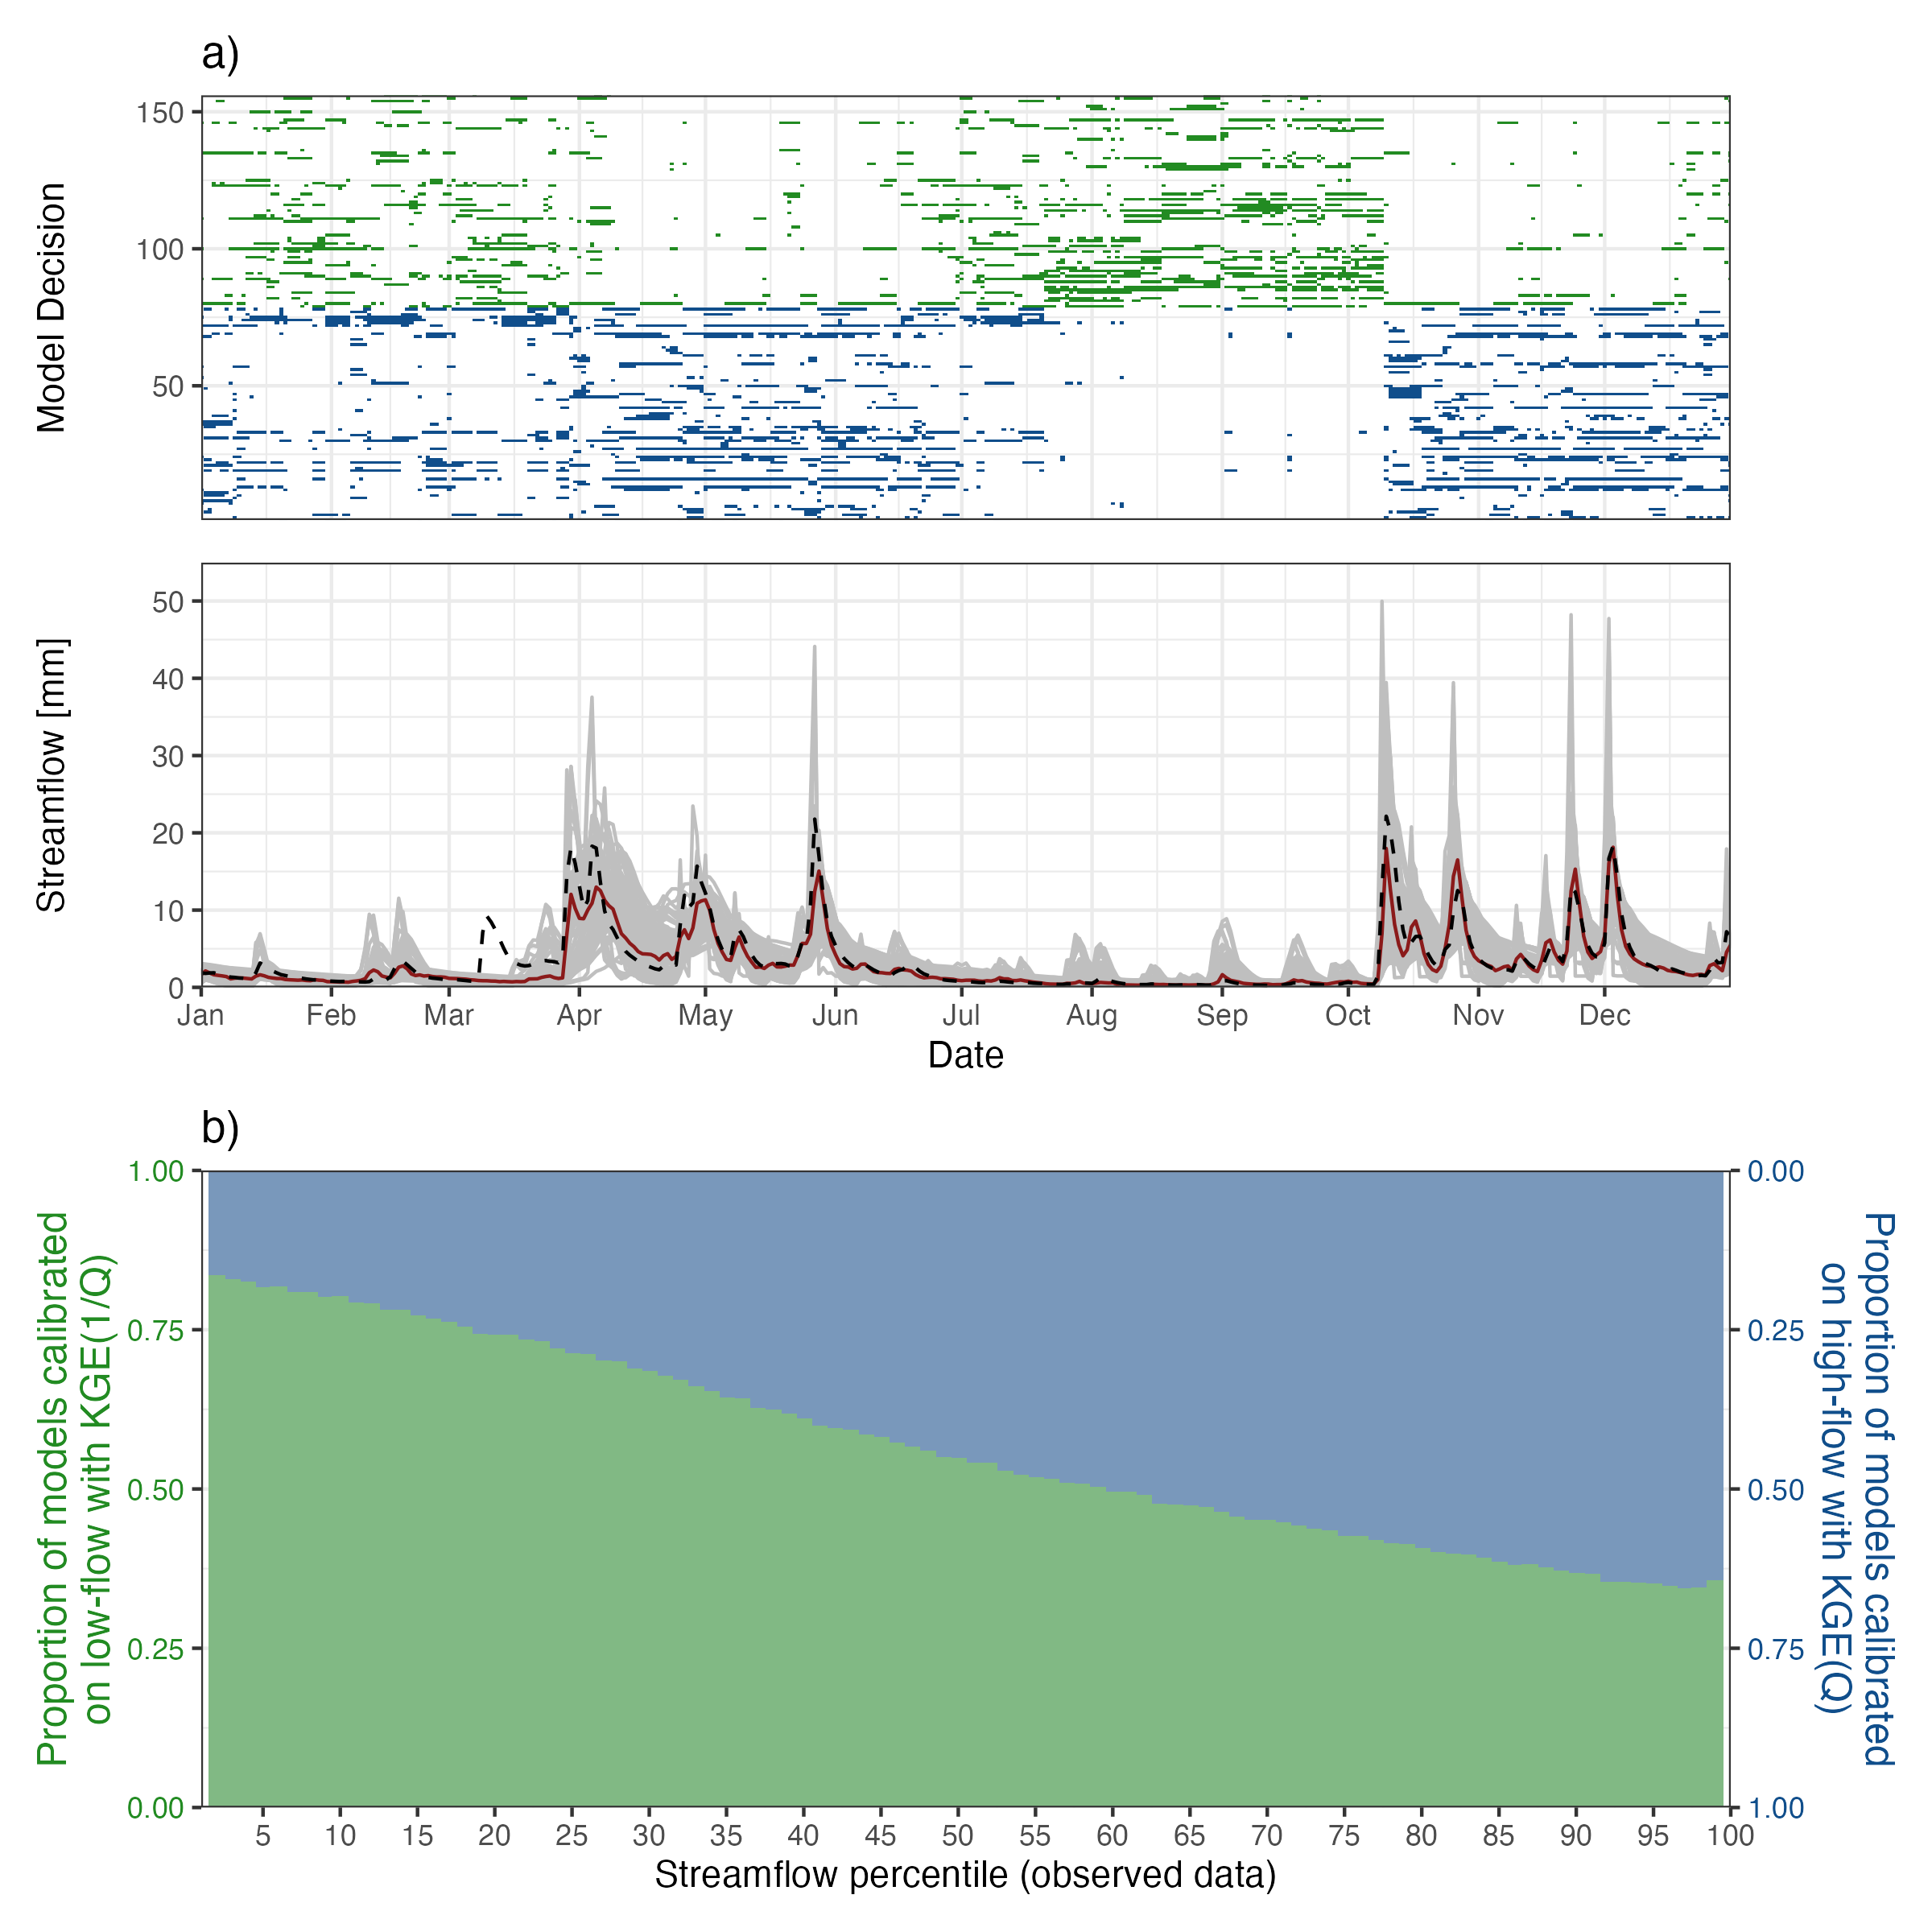 a)
150
100
50
Model Decision
50
40
30
20
10
0
Streamflow [mm]
Jan Feb Mar Apr May Jun Jul Aug Sep Oct Nov Dec
Date
b)
1.00
0.75
0.50
0.25
0.00
Proportion of models calibrated
on low-flow with KGE(1/Q)
0.00
0.25
0.50
0.75
1.00
Proportion of models calibrated
on high-flow with KGE(Q)
5 10 15 20 25 30 35 40 45 50 55 60 65 70 75 80 85 90 95 100
Streamflow percentile (observed data)